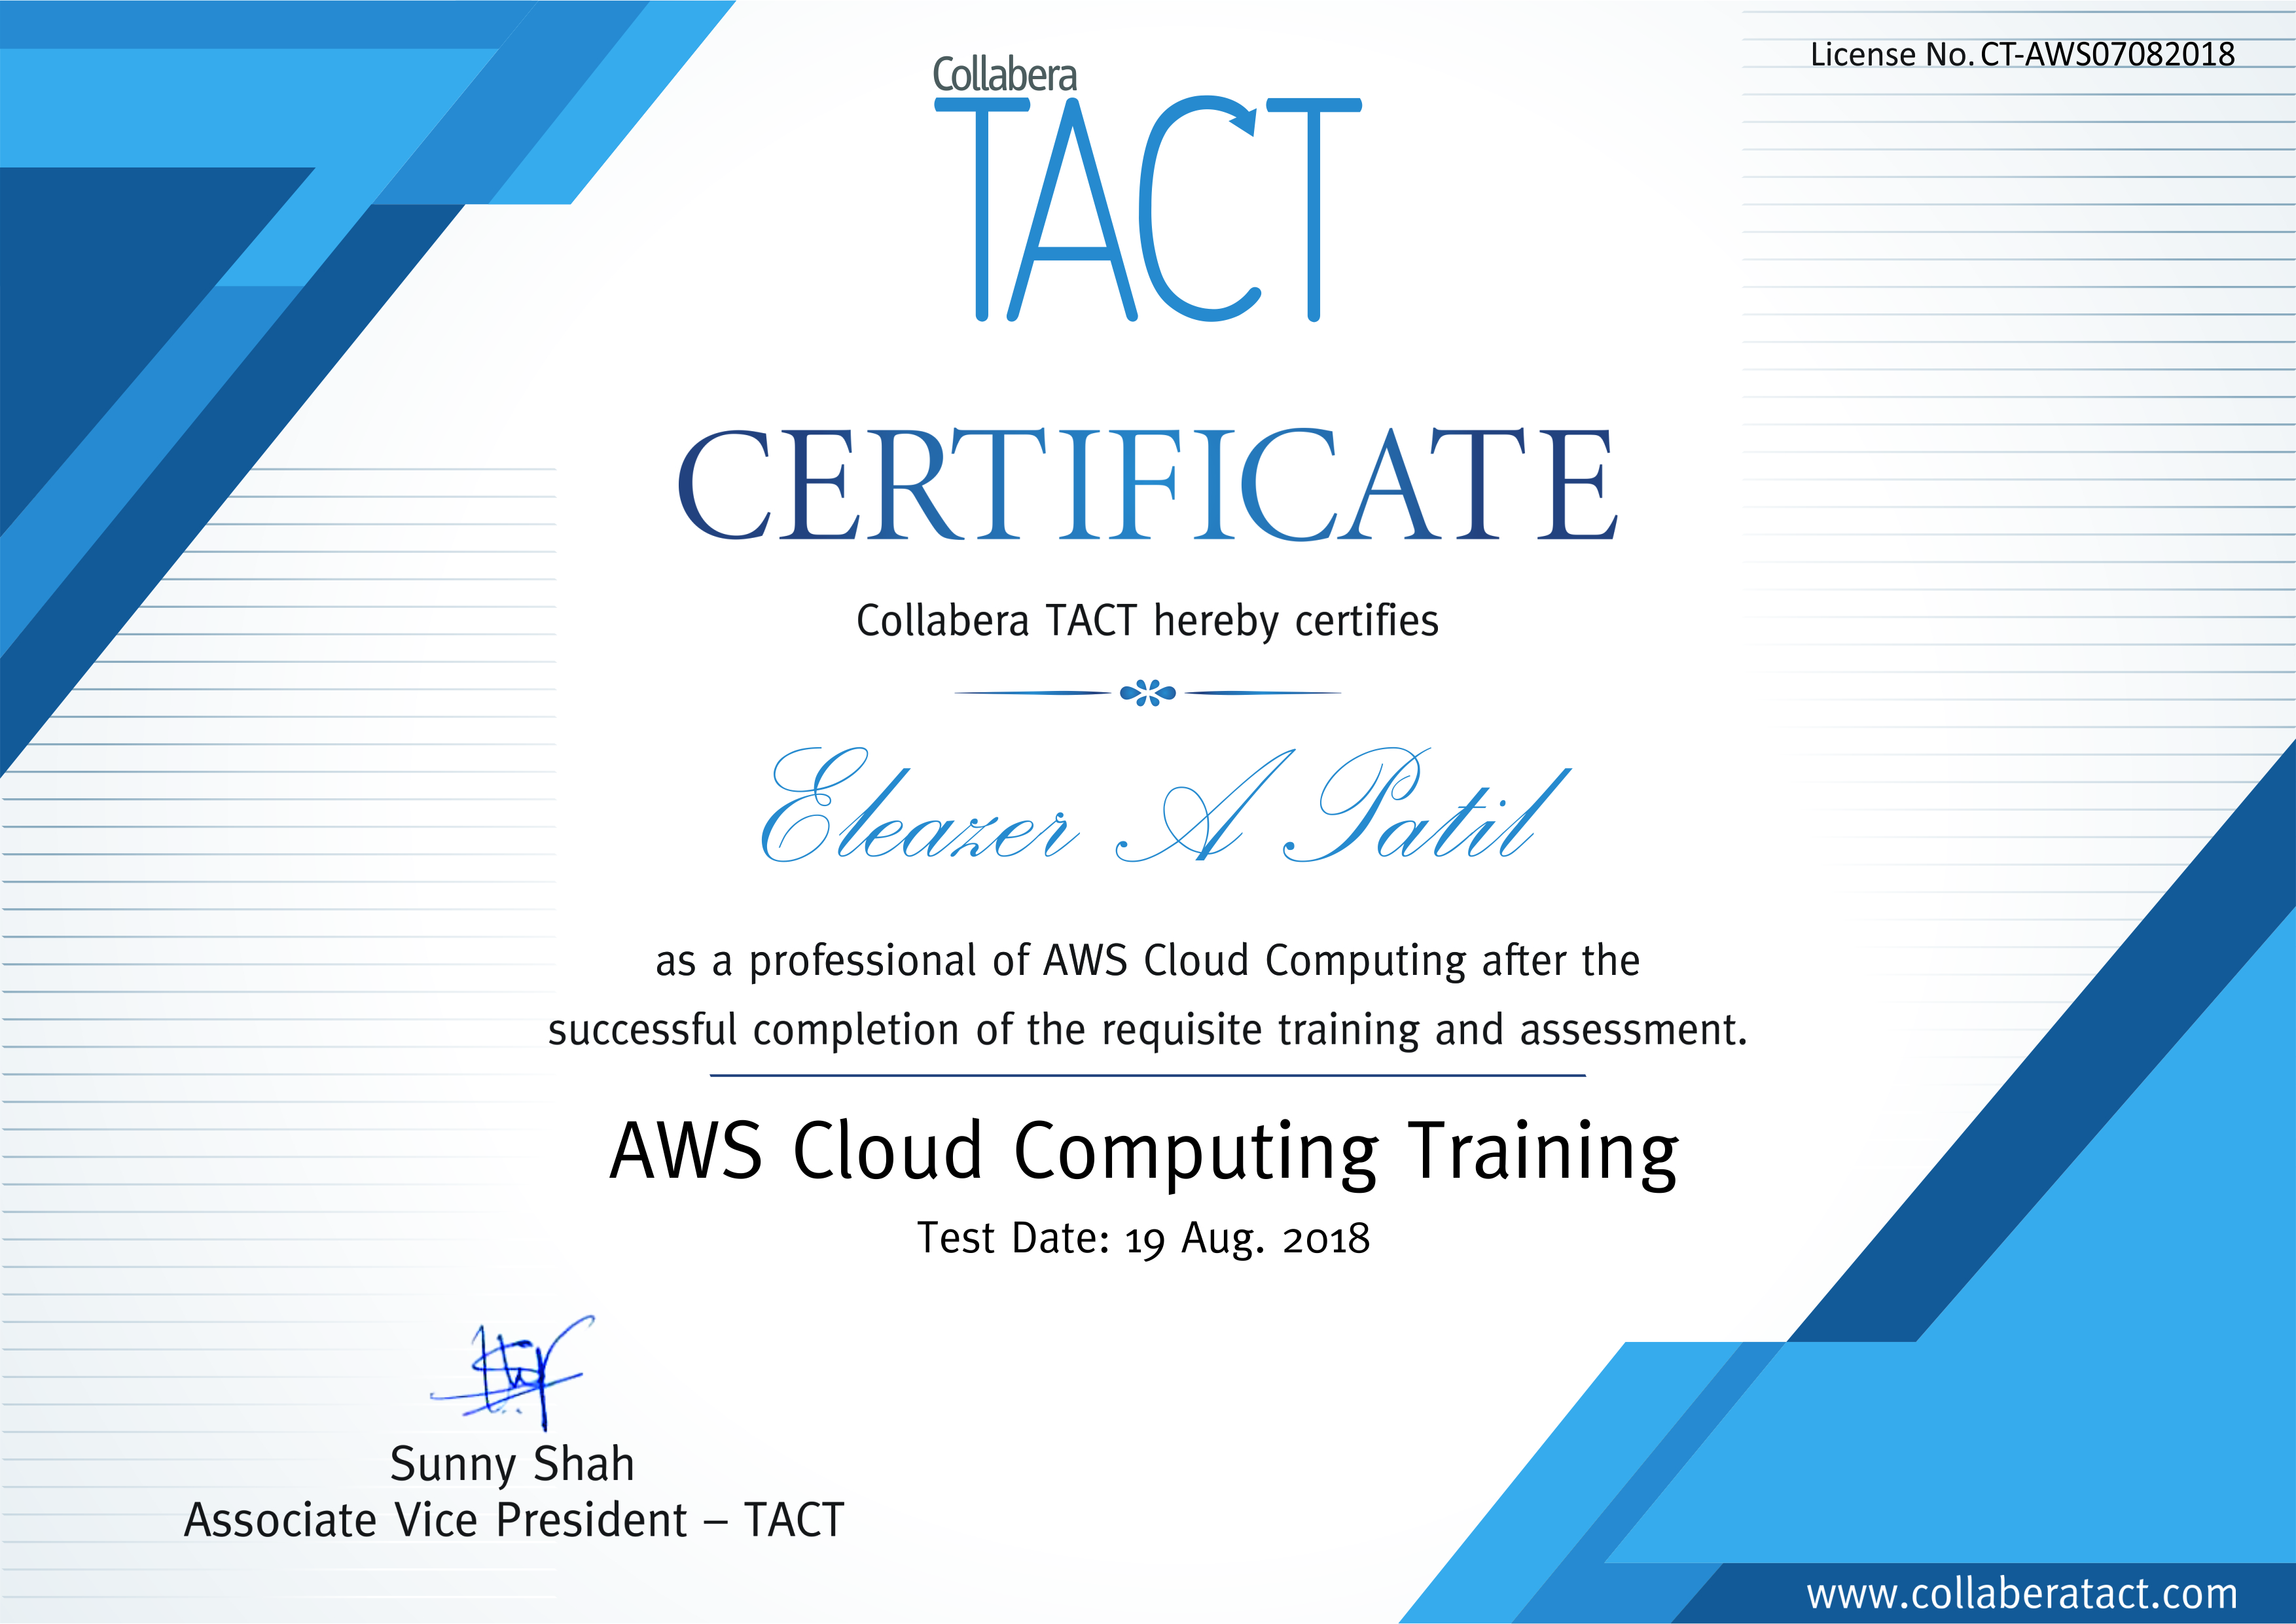 License No. CT-AWS07082018
Collabera
TACT
CERTIFICATE
Collabera TACT hereby certifies
Eleazer A Patil
as a professional of AWS Cloud Computing after the
successful completion of the requisite training and assessment.
AWS Cloud Computing Training
Test Date: 19 Aug. 2018
Sunny Shah
Associate Vice President – TACT
www.collaberatact.com